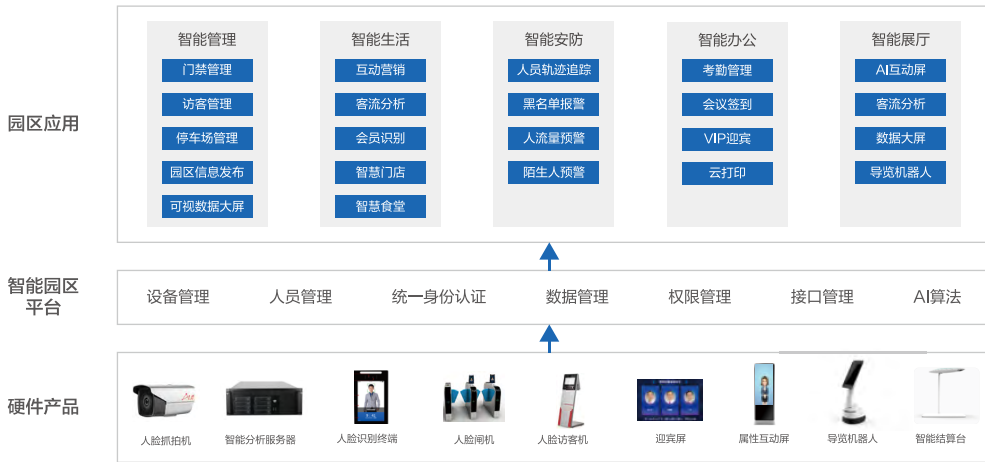 园区应用
智能管理
门禁管理
访客管理
停车场管理
园区信息发布
可视数据大屏
智能生活
互动营销
客流分析
会员识别
智慧门店
智慧食堂
智能安防
人员轨迹追踪
黑名单报警
人流量预警
陌生人预警
智能办公
考勤管理
会议签到
VIP迎宾
云打印
智能展厅
AI互动屏
客流分析
数据大屏
导览机器人
智能园区
平台
设备管理 人员管理 统一身份认证 数据管理 权限管理 接口管理 AI算法
硬件产品
人脸抓拍机 智能分析服务器 人脸识别终端 人脸闸机 人脸访客机 迎宾屏 属性互动屏 导览机器人 智能结算台